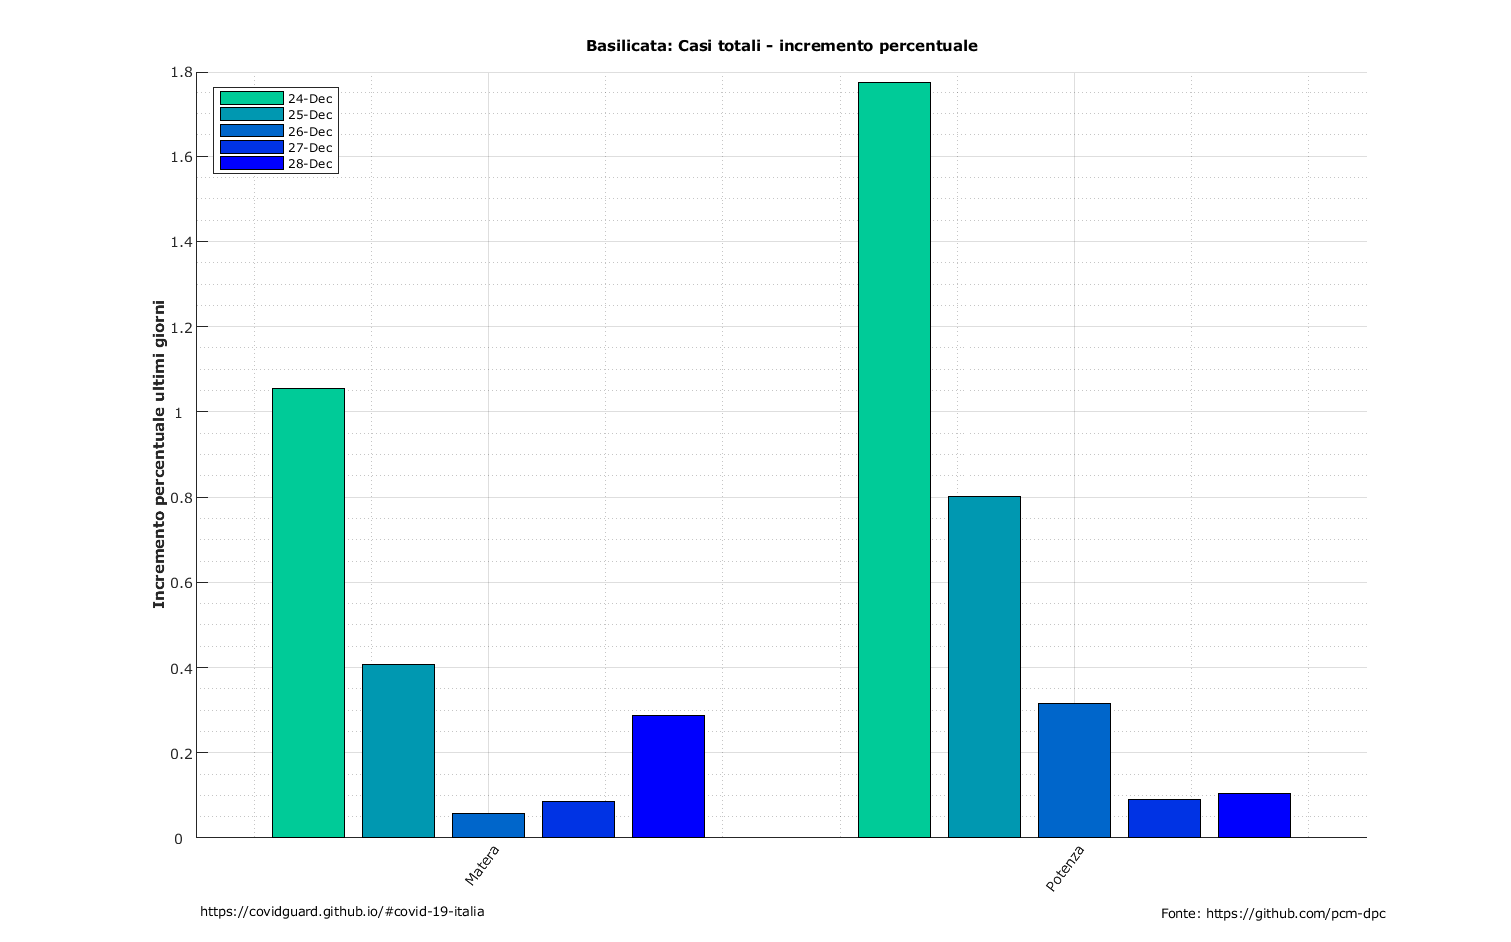 Basilicata: Casi totali - incremento percentuale
Incremento percentuale ultimi giorni
1.8
1.6
1.4
1.2
1
0.8
0.6
0.4
0.2
0
24-Dec
25-Dec
26-Dec
27-Dec
28-Dec
Matera
Potenza
https://covidguard.github.io/#covid-19-italia
Fonte: https://github.com/pcm-dpc